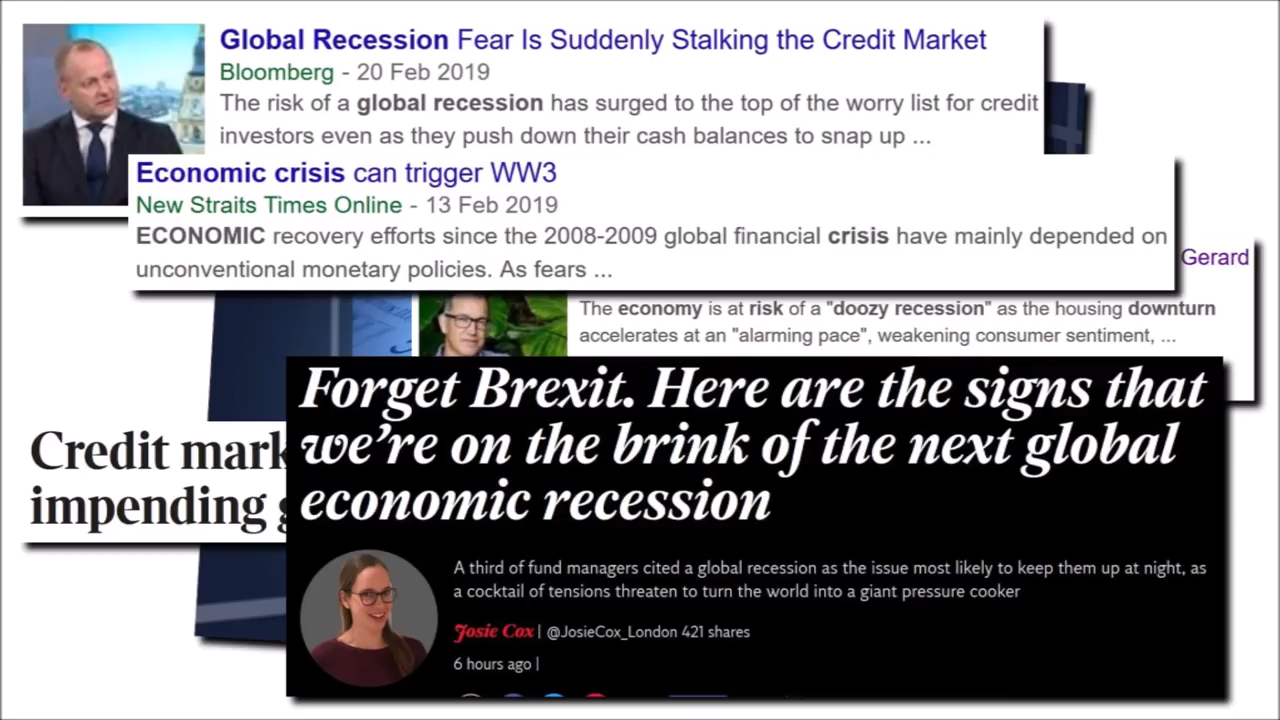 Global Recession Fear Is Suddenly Stalking the Credit Market
Bloomberg - 20 Feb 2019
The risk of a global recession has surged to the top of the worry list for credit
investors even as they push down their cash balances to snap up ...
Economic crisis can trigger WW3
New Straits Times Online - 13 Feb 2019
ECONOMIC recovery efforts since the 2008-2009 global financial crisis have mainly depended on
unconventional monetary policies. As fears ...
Gerard
The economy is at risk of a "doozy recession" as the housing downturn
accelerates at an "alarming pace", weakening consumer sentiment, ...
Credit mark
impending g
Forget Brexit. Here are the signs that
we're on the brink of the next global
economic recession
A third of fund managers cited a global recession as the issue most likely to keep them up at night, as
a cocktail of tensions threaten to turn the world into a giant pressure cooker
Josie Cox | @JosieCox_London 421 shares
6 hours ago |